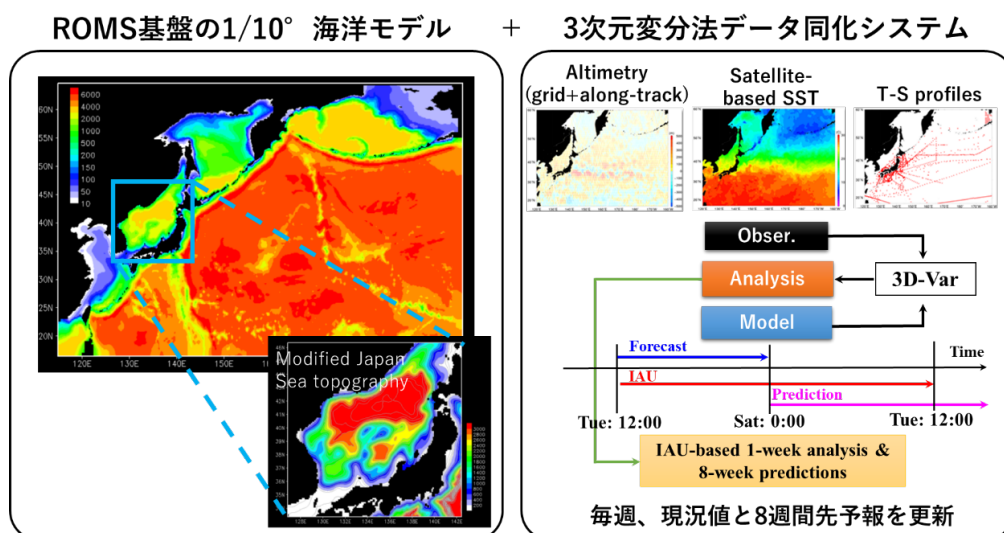 ROMS基盤の1/10° 海洋モデル + 3次元変分法データ同化システム
6000
4000
2000
1000
500
200
150
100
50
10
60N
55N
50N
45N
40N
35N
30N
25N
20N
120E 130E 140E 150E
Modified Japan
Sea topography
Altimetry
(grid+along-track)
Satellite-
based SST
T-S profiles
Obser.
Analysis
Model
3D-Var
Forecast
Time
IAU
Prediction
Tue: 12:00
Sat: 0:00
Tue: 12:00
IAU-based 1-week analysis &
8-week predictions
毎週、現況値と8週間先予報を更新